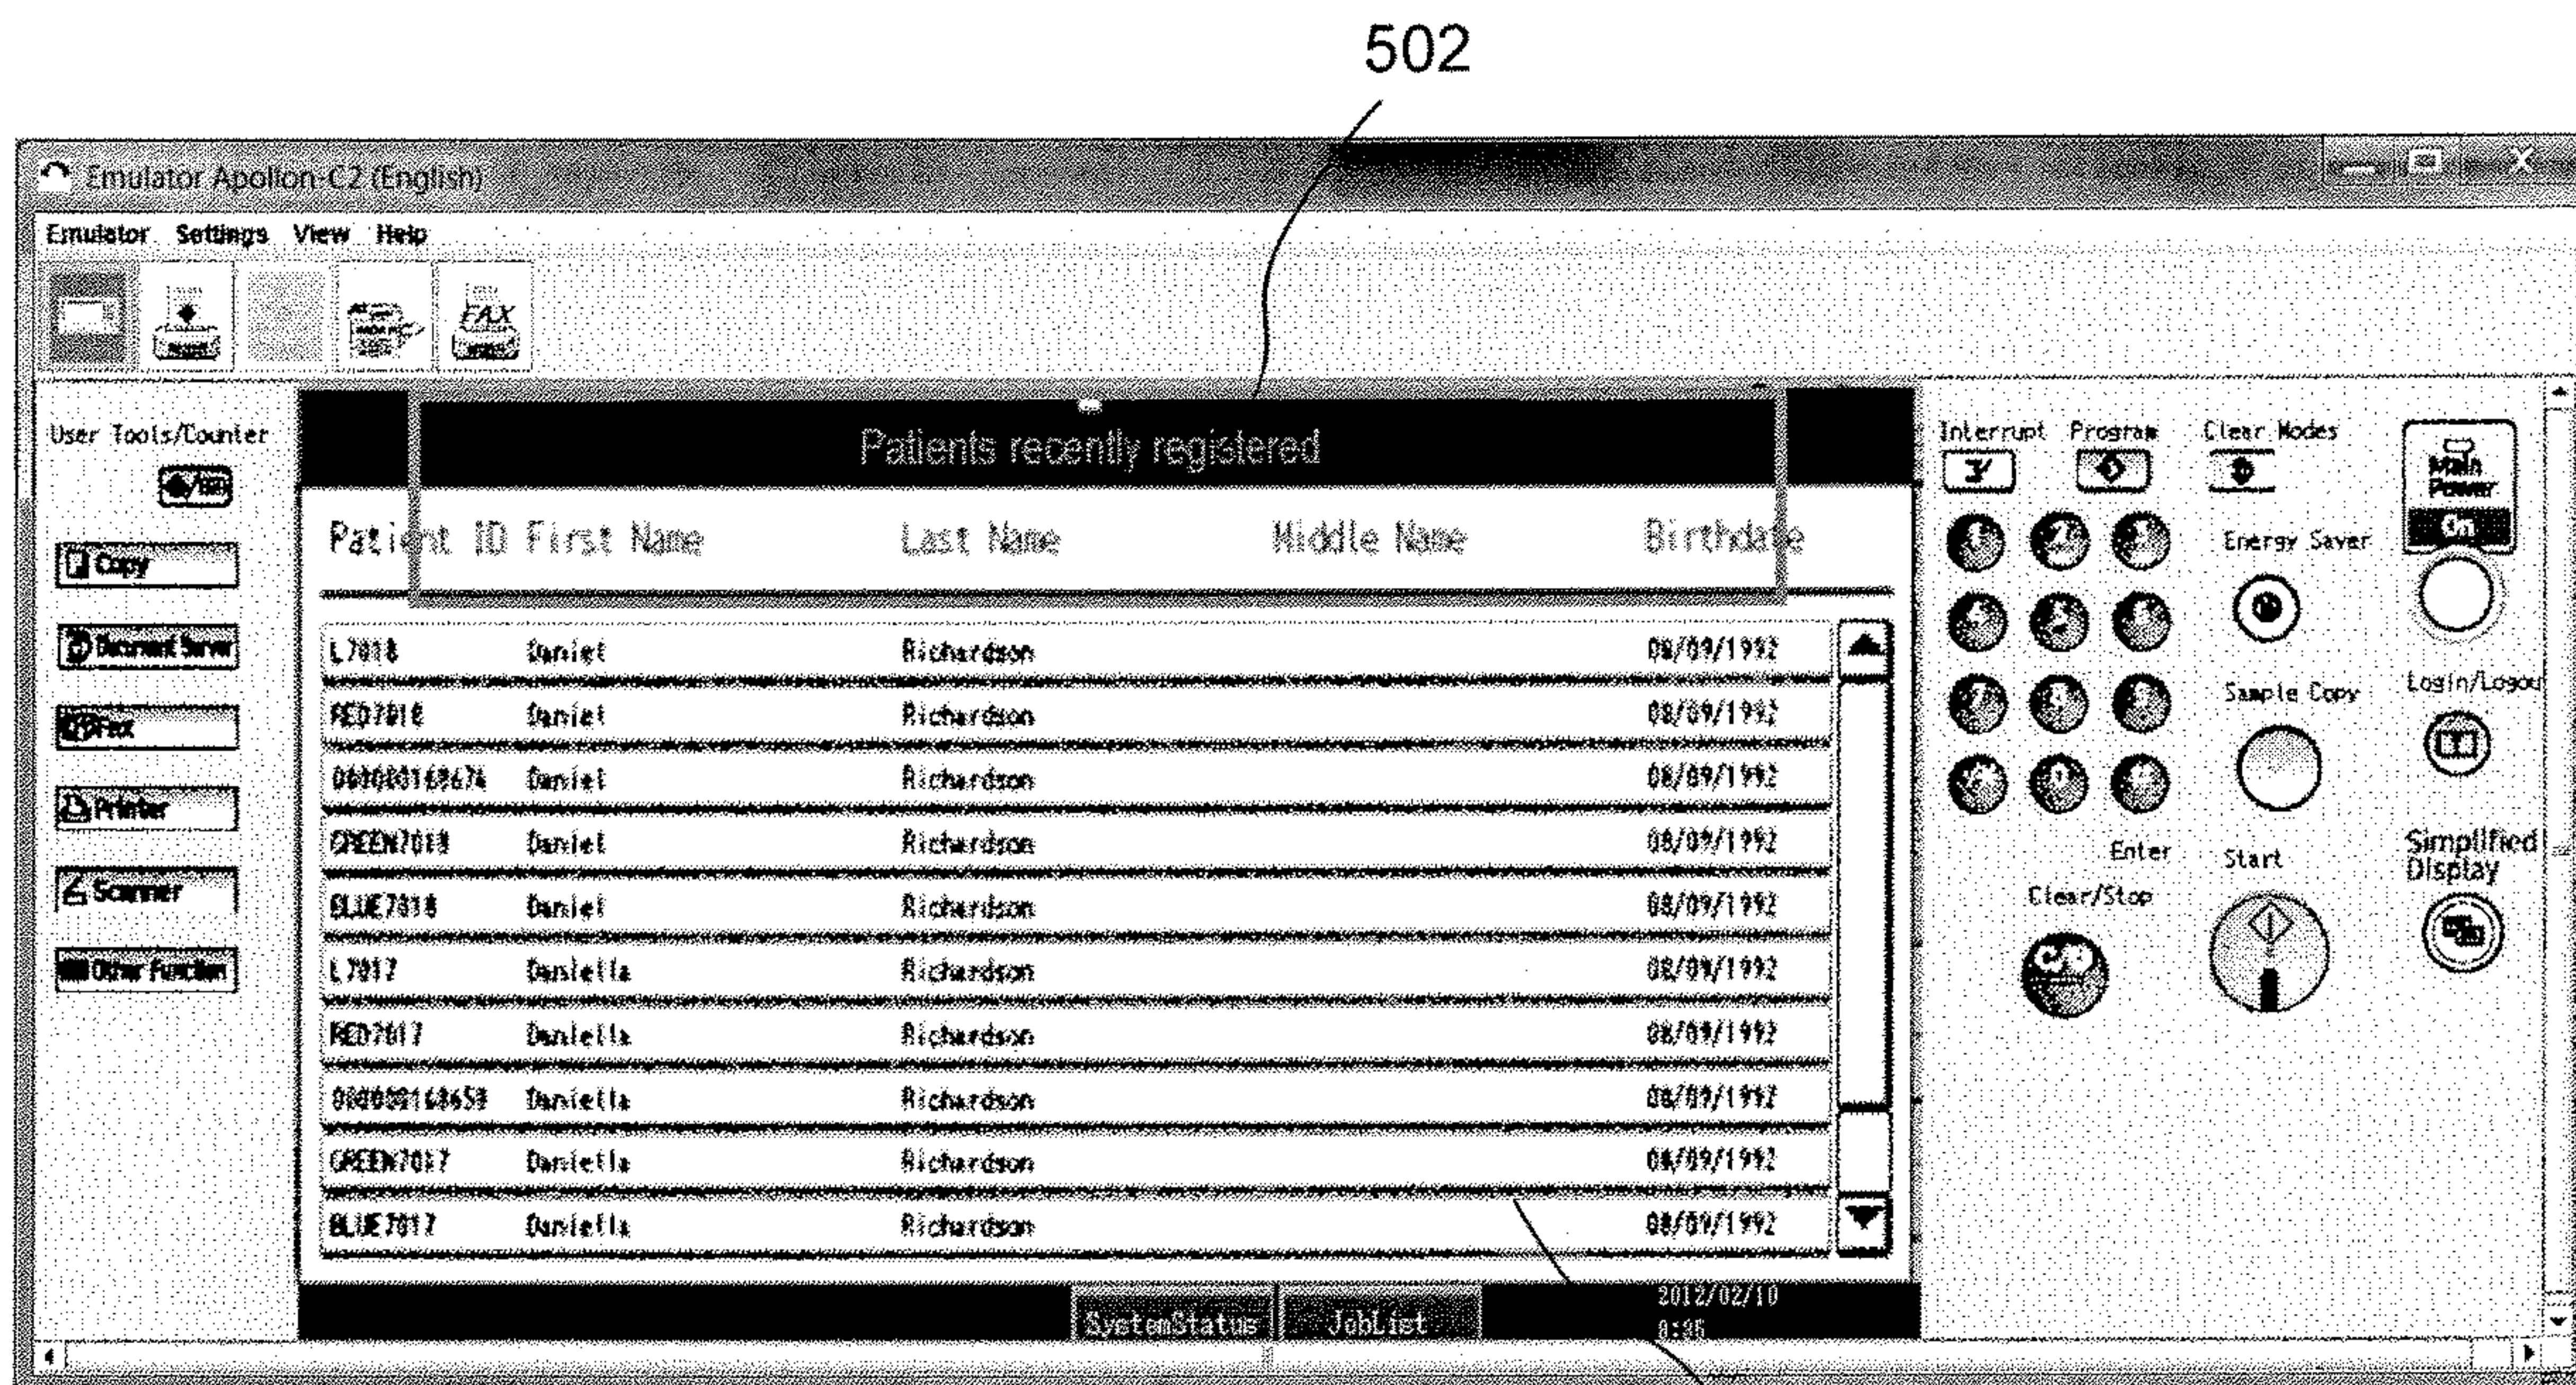 502
Emulator Apollon-C2 (English)
Emulator Settings View Help
FAX
User Tools/Counter
Copy
Document Server
Fax
Printer
Scanner
Other Function
Patients recently registered
Patient ID First Name Last Name Middle Name Birthdate
L7018 Daniel Richardson 08/09/1992
RED7018 Daniel Richardson 08/09/1992
Daniel Richardson 08/09/1992
GREEN7018 Daniel Richardson 08/09/1992
BLUE7018 Daniel Richardson 08/09/1992
L7017 Daniella Richardson 08/09/1992
RED7017 Daniella Richardson 08/09/1992
Daniella Richardson 08/09/1992
GREEN7017 Daniella Richardson 08/09/1992
BLUE7017 Daniella Richardson 08/09/1992
SystemStatus JobList 2012/02/10
Interrupt Program Clear Modes
Main Power
On
Energy Saver
Sample Copy
Login/Logou
Enter
Start
Simplified Display
Clear/Stop